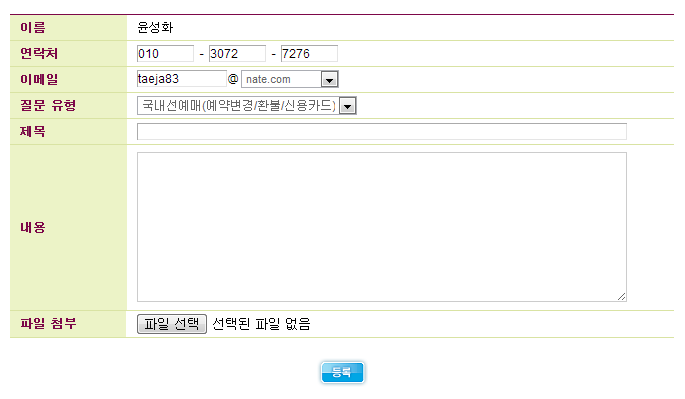 이름 윤성화
연락처 010 - 3072 - 7276
이메일 taeja83 @ nate.com
질문 유형 국내선예매(예약변경/환불/신용카드)
제목
내용
파일 첨부 파일 선택 선택된 파일 없음
등록